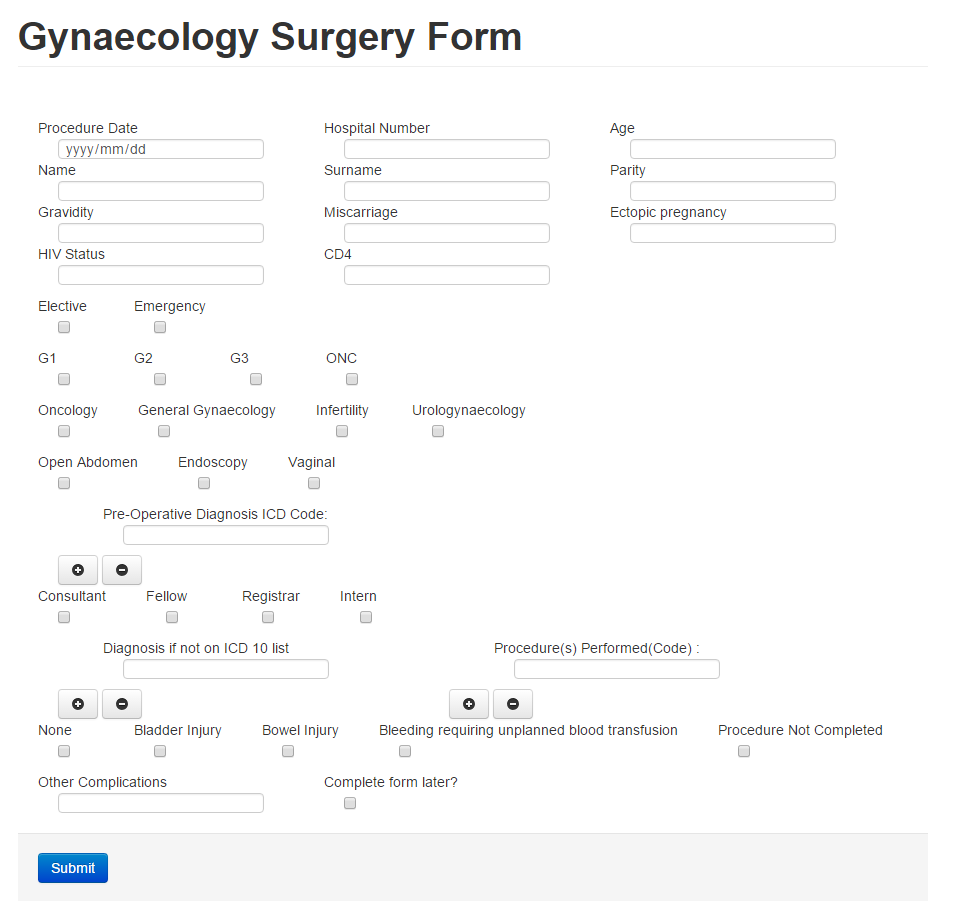 Gynaecology Surgery Form
Procedure Date Hospital Number Age
yyyy/mm/dd
Name Surname Parity
Gravidity Miscarriage Ectopic pregnancy
HIV Status CD4
Elective Emergency
G1 G2 G3 ONC
Oncology General Gynaecology Infertility Urologynaecology
Open Abdomen Endoscopy Vaginal
Pre-Operative Diagnosis ICD Code:
Consultant Fellow Registrar Intern
Diagnosis if not on ICD 10 list Procedure(s) Performed(Code) :
None Bladder Injury Bowel Injury Bleeding requiring unplanned blood transfusion Procedure Not Completed
Other Complications Complete form later?
Submit